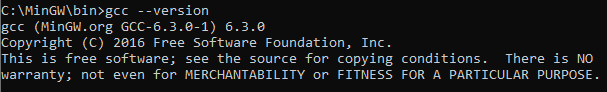 C:\MinGW\bin>gcc --version
gcc (MinGW.org GCC-6.3.0-1) 6.3.0
Copyright (C) 2016 Free Software Foundation, Inc.
This is free software; see the source for copying conditions.  There is NO
warranty; not even for MERCHANTABILITY or FITNESS FOR A PARTICULAR PURPOSE.